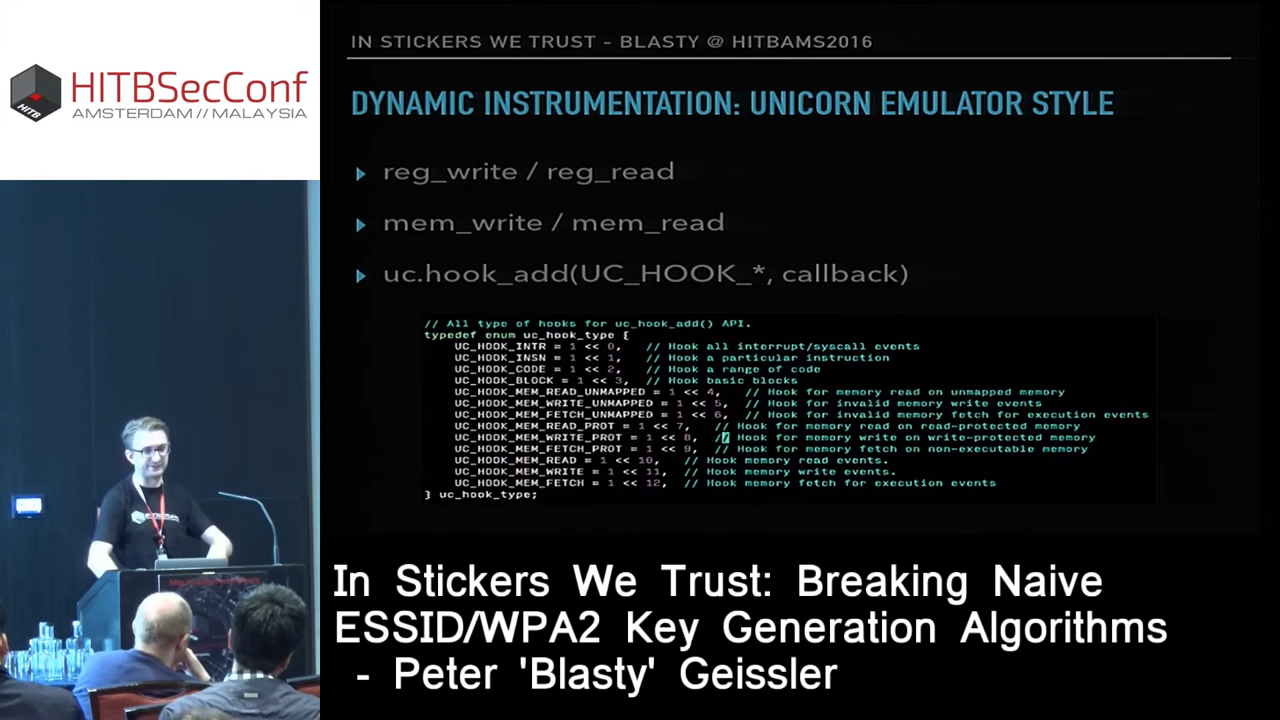 HITBSecConf
AMSTERDAM // MALAYSIA
HITB
IN STICKERS WE TRUST - BLASTY @ HITBAMS2016
DYNAMIC INSTRUMENTATION: UNICORN EMULATOR STYLE
reg_write / reg_read
mem_write / mem_read
uc.hook_add(UC_HOOK_*, callback)
// All type of hooks for uc_hook_add() API.
typedef enum uc_hook_type {
UC_HOOK_INTR = 1 << 0, // Hook all interrupt/syscall events
UC_HOOK_INSN = 1 << 1, // Hook a particular instruction
UC_HOOK_CODE = 1 << 2, // Hook a range of code
UC_HOOK_BLOCK = 1 << 3, // Hook basic blocks
UC_HOOK_MEM_READ_UNMAPPED = 1 << 4, // Hook for memory read on unmapped memory
UC_HOOK_MEM_WRITE_UNMAPPED = 1 << 5, // Hook for invalid memory write events
UC_HOOK_MEM_FETCH_UNMAPPED = 1 << 6, // Hook for invalid memory fetch for execution events
UC_HOOK_MEM_READ_PROT = 1 << 7, // Hook for memory read on read-protected memory
UC_HOOK_MEM_WRITE_PROT = 1 << 8, // Hook for memory write on write-protected memory
UC_HOOK_MEM_FETCH_PROT = 1 << 9, // Hook for memory fetch on non-executable memory
UC_HOOK_MEM_READ = 1 << 10, // Hook memory read events.
UC_HOOK_MEM_WRITE = 1 << 11, // Hook memory write events.
UC_HOOK_MEM_FETCH = 1 << 12, // Hook memory fetch for execution events
} uc_hook_type;
In Stickers We Trust: Breaking Naive
ESSID/WPA2 Key Generation Algorithms
- Peter 'Blasty' Geissler